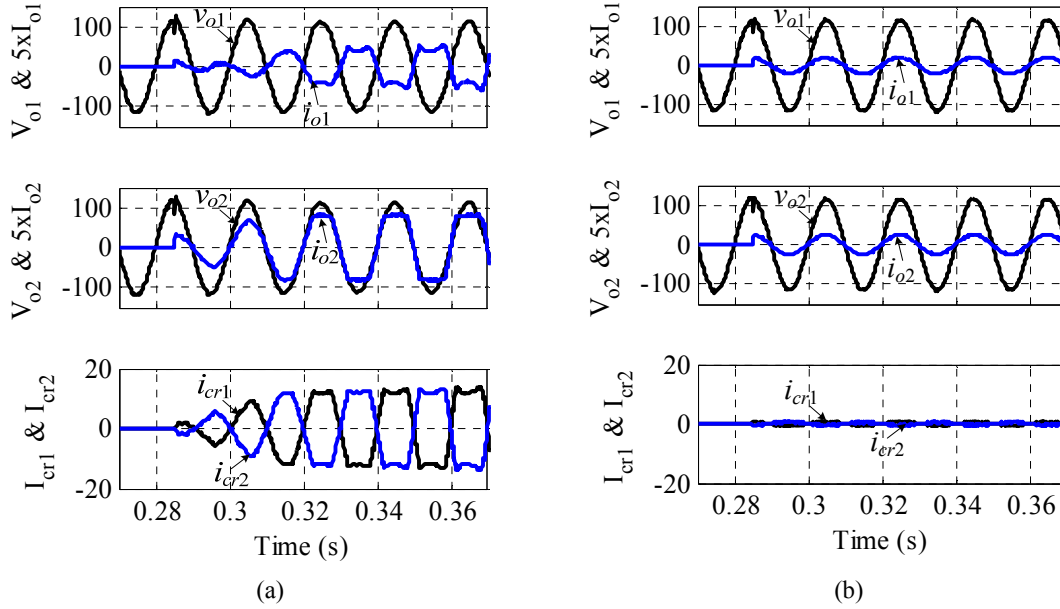 V_o1 & 5xI_o1
100
0
-100
v_o1
i_o1
V_o2 & 5xI_o2
100
0
-100
v_o2
i_o2
I_cr1 & I_cr2
20
0
-20
i_cr1
i_cr2
0.28 0.3 0.32 0.34 0.36
Time (s)
(a)
V_o1 & 5xI_o1
100
0
-100
v_o1
i_o1
V_o2 & 5xI_o2
100
0
-100
v_o2
i_o2
I_cr1 & I_cr2
20
0
-20
i_cr1
i_cr2
0.28 0.3 0.32 0.34 0.36
Time (s)
(b)